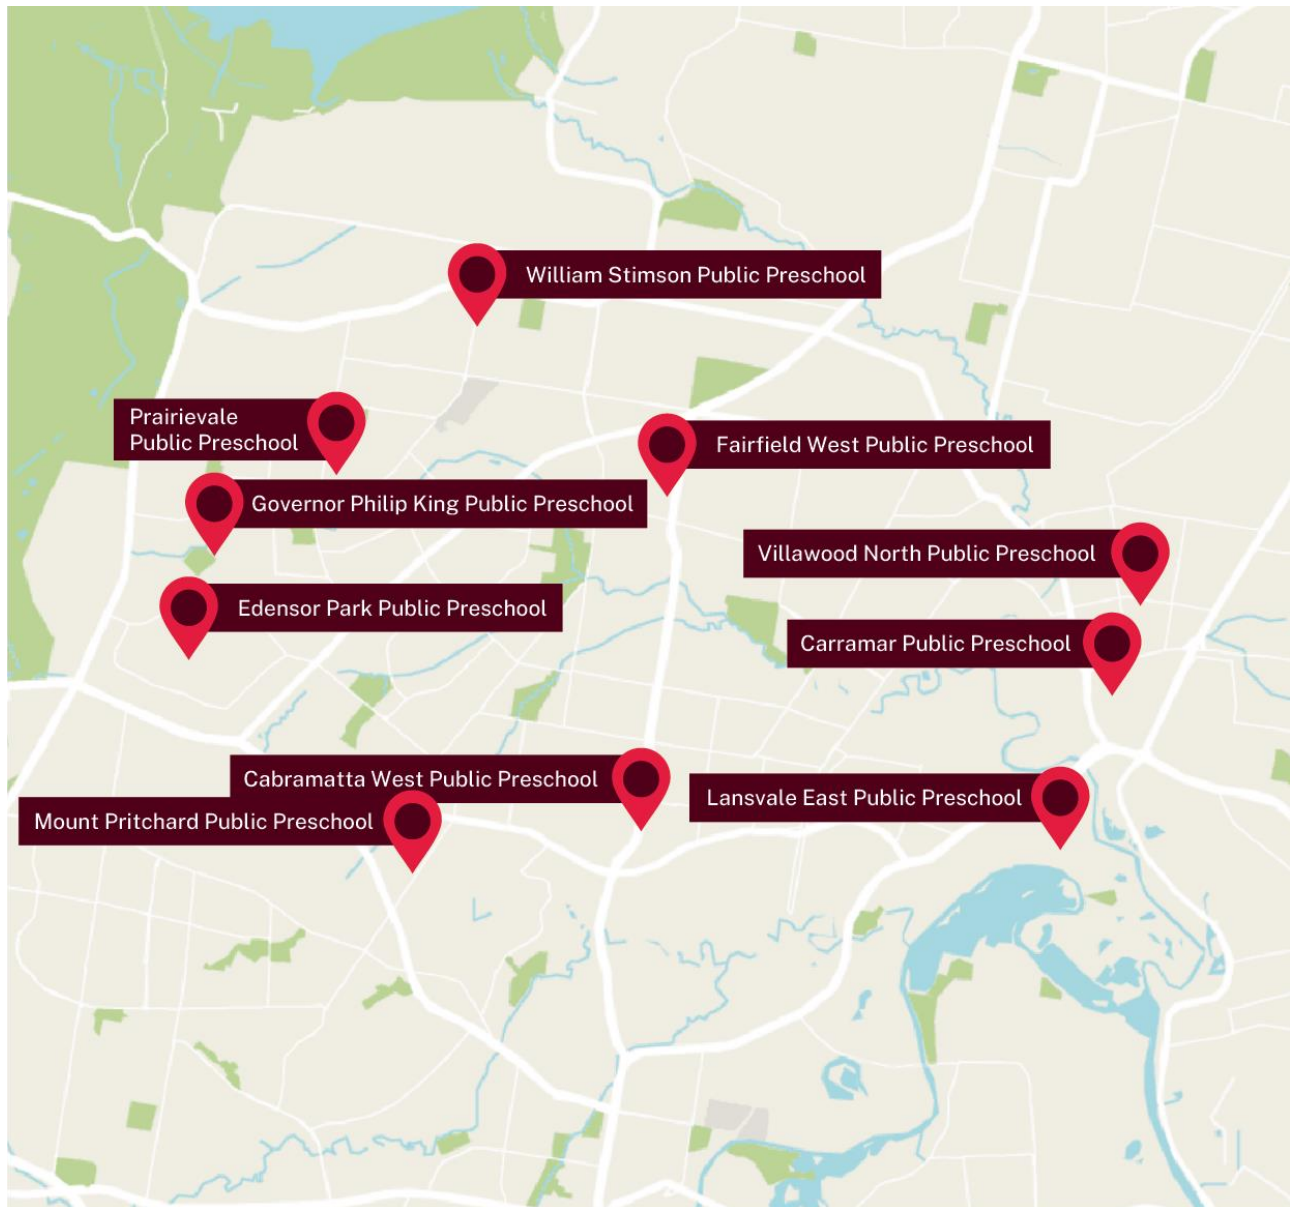 William Stimson Public Preschool
Prairievale
Public Preschool
Fairfield West Public Preschool
Governor Philip King Public Preschool
Villawood North Public Preschool
Edensor Park Public Preschool
Carramar Public Preschool
Cabramatta West Public Preschool
Lansvale East Public Preschool
Mount Pritchard Public Preschool